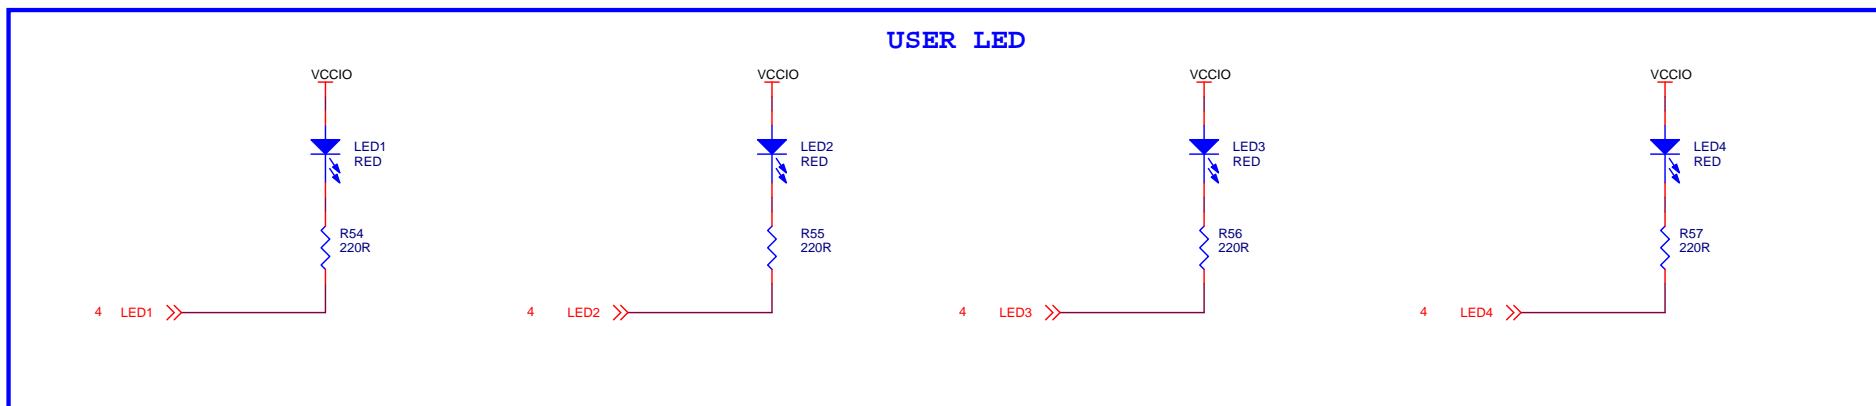 USER LED
VCCIO
VCCIO
VCCIO
VCCIO
LED1
RED
LED2
RED
LED3
RED
LED4
RED
R54
220R
R55
220R
R56
220R
R57
220R
4 LED1
4 LED2
4 LED3
4 LED4